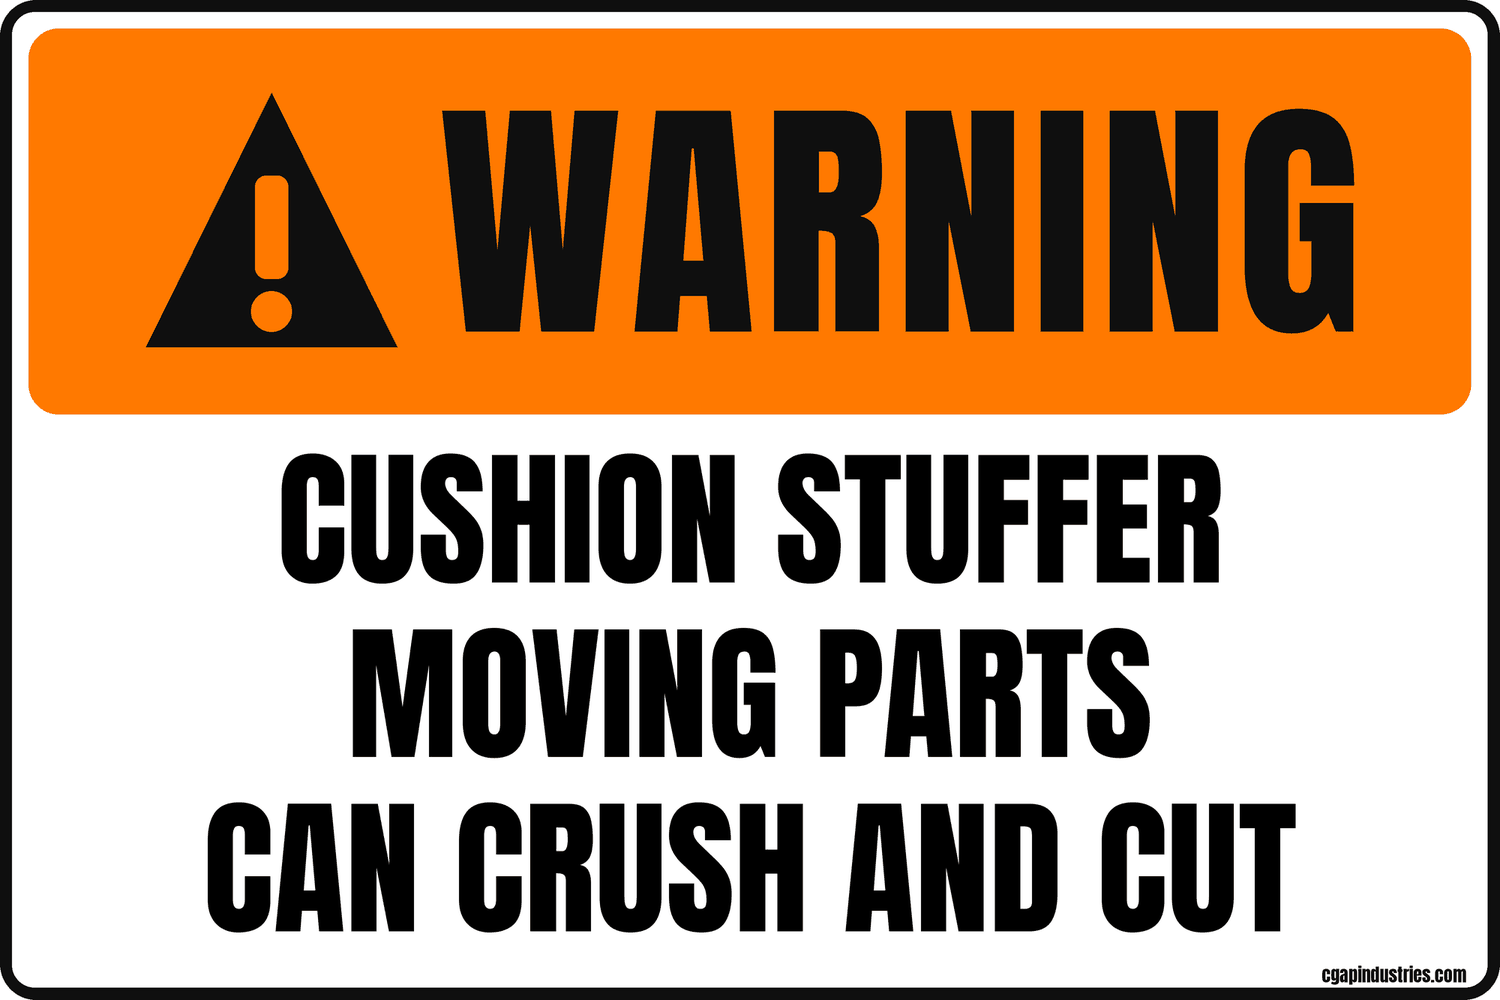 WARNING
CUSHION STUFFER
MOVING PARTS
CAN CRUSH AND CUT
cgapindustries.com